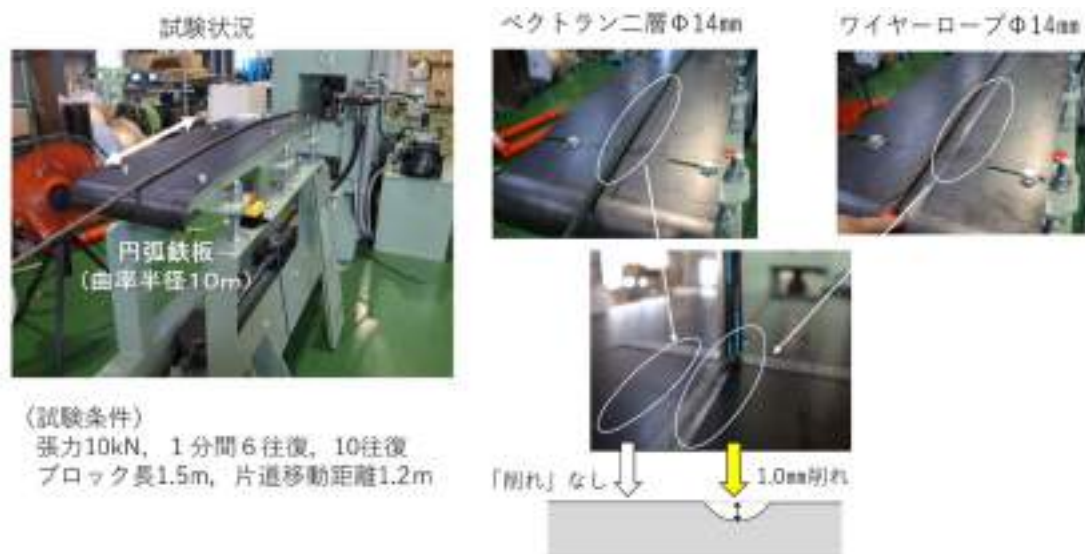 試験状況
ベクトラン二層Φ14mm
ワイヤーロープΦ14mm
円弧鉄板
(曲率半径10m)
(試験条件)
張力10kN, 1分間6往復, 10往復
ブロック長1.5m, 片道移動距離1.2m
「削れ」なし
1.0mm削れ